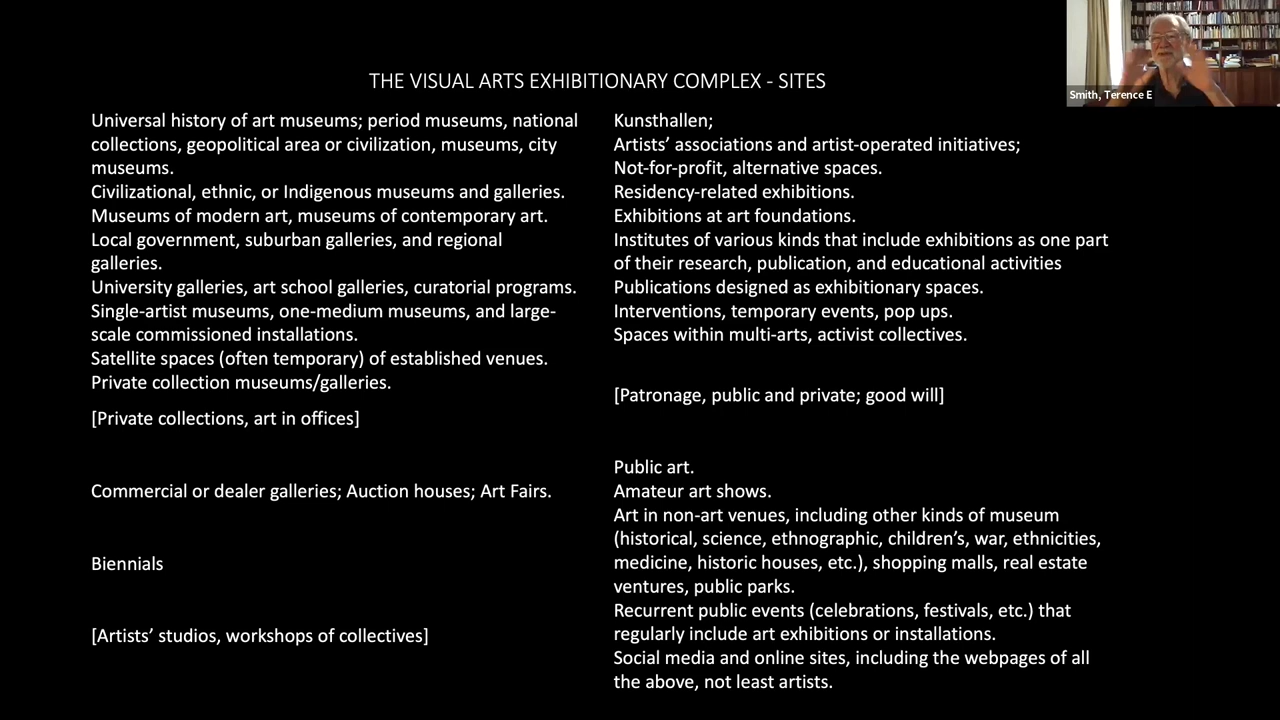 THE VISUAL ARTS EXHIBITIONARY COMPLEX - SITES
Smith, Terence E
Universal history of art museums; period museums, national
collections, geopolitical area or civilization, museums, city
museums.
Civilizational, ethnic, or Indigenous museums and galleries.
Museums of modern art, museums of contemporary art.
Local government, suburban galleries, and regional
galleries.
University galleries, art school galleries, curatorial programs.
Single-artist museums, one-medium museums, and large-
scale commissioned installations.
Satellite spaces (often temporary) of established venues.
Private collection museums/galleries.
[Private collections, art in offices]
Commercial or dealer galleries; Auction houses; Art Fairs.
Biennials
[Artists’ studios, workshops of collectives]
Kunsthallen;
Artists’ associations and artist-operated initiatives;
Not-for-profit, alternative spaces.
Residency-related exhibitions.
Exhibitions at art foundations.
Institutes of various kinds that include exhibitions as one part
of their research, publication, and educational activities
Publications designed as exhibitionary spaces.
Interventions, temporary events, pop ups.
Spaces within multi-arts, activist collectives.
[Patronage, public and private; good will]
Public art.
Amateur art shows.
Art in non-art venues, including other kinds of museum
(historical, science, ethnographic, children’s, war, ethnicities,
medicine, historic houses, etc.), shopping malls, real estate
ventures, public parks.
Recurrent public events (celebrations, festivals, etc.) that
regularly include art exhibitions or installations.
Social media and online sites, including the webpages of all
the above, not least artists.